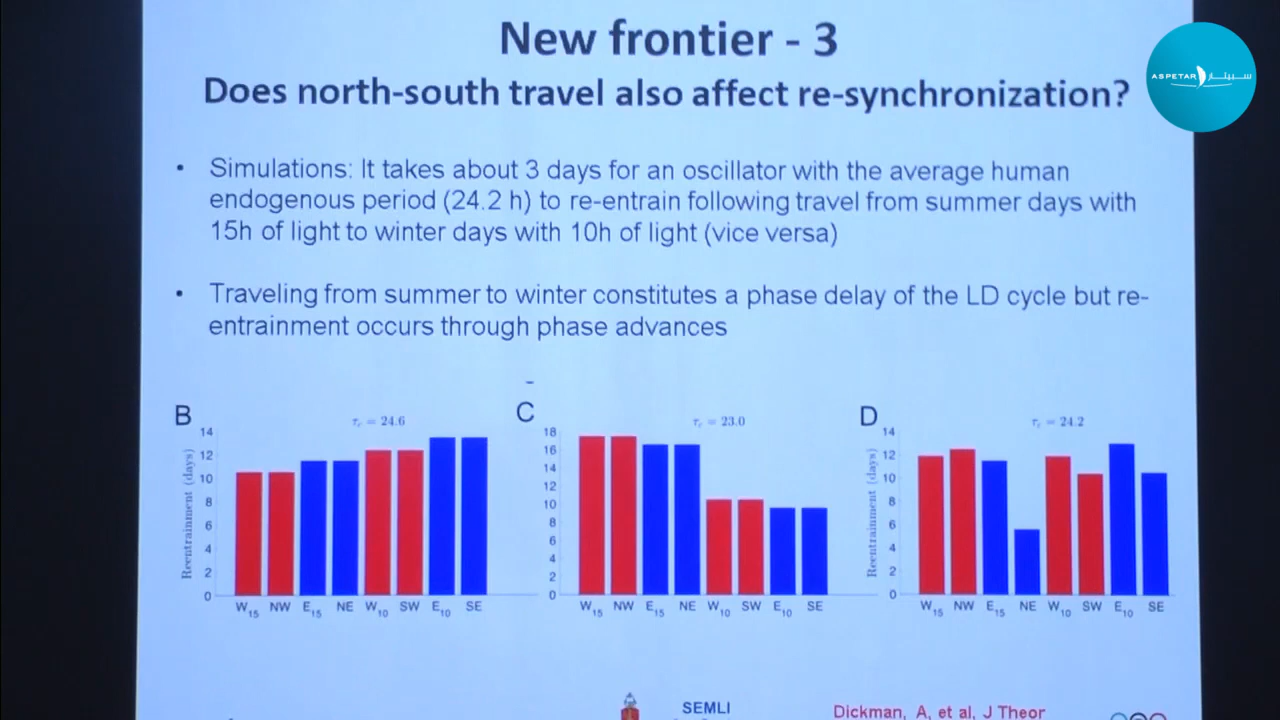 New frontier - 3
Does north-south travel also affect re-synchronization?
ASPETAR سبيتار
• Simulations: It takes about 3 days for an oscillator with the average human
endogenous period (24.2 h) to re-entrain following travel from summer days with
15h of light to winter days with 10h of light (vice versa)
• Traveling from summer to winter constitutes a phase delay of the LD cycle but re-
entrainment occurs through phase advances
B
τc = 24.6
Reentrainment (days)
14
12
10
8
6
4
2
0
W15 NW E15 NE W10 SW E10 SE
C
τc = 23.0
18
16
14
12
10
8
6
4
2
0
W15 NW E15 NE W10 SW E10 SE
D
τc = 24.2
Reentrainment (days)
14
12
10
8
6
4
2
0
W15 NW E15 NE W10 SW E10 SE
SEMLI
Dickman, A, et al, J Theor